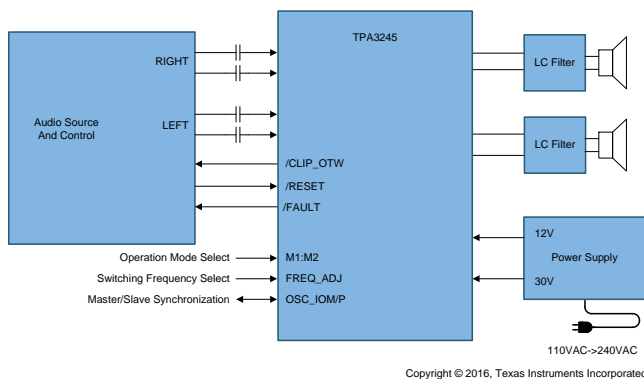 TPA3245
RIGHT
LC Filter
Audio Source
And Control
LEFT
LC Filter
/CLIP_OTW
/RESET
/FAULT
12V
Operation Mode Select
M1:M2
Power Supply
Switching Frequency Select
FREQ_ADJ
30V
Master/Slave Synchronization
OSC_IOM/P
110VAC->240VAC
Copyright © 2016, Texas Instruments Incorporated